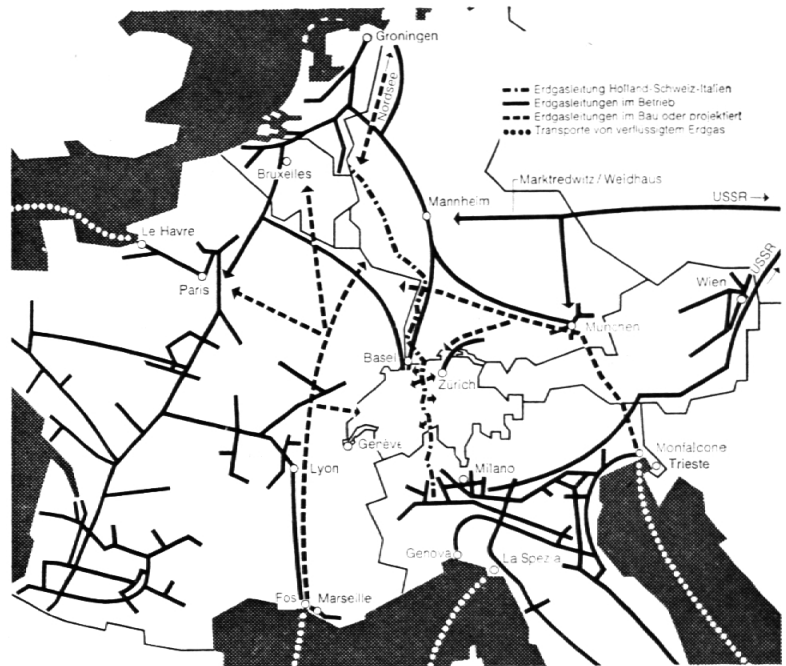 Groningen
Nordsee
Erdgasleitung Holland-Schweiz-Italien
Erdgasleitungen im Betrieb
Erdgasleitungen im Bau oder projektiert
Transporte von verflüssigtem Erdgas
Bruxelles
Marktredwitz / Weidhaus
Mannheim
USSR
Le Havre
USSR
Wien
Paris
München
Basel
Zürich
Genève
Monfalcone
Lyon
Milano
Trieste
Genova
La Spezia
Fos
Marseille